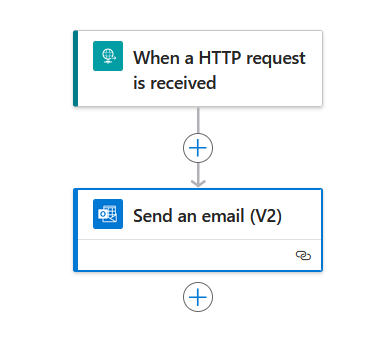 When a HTTP request
is received
Send an email (V2)